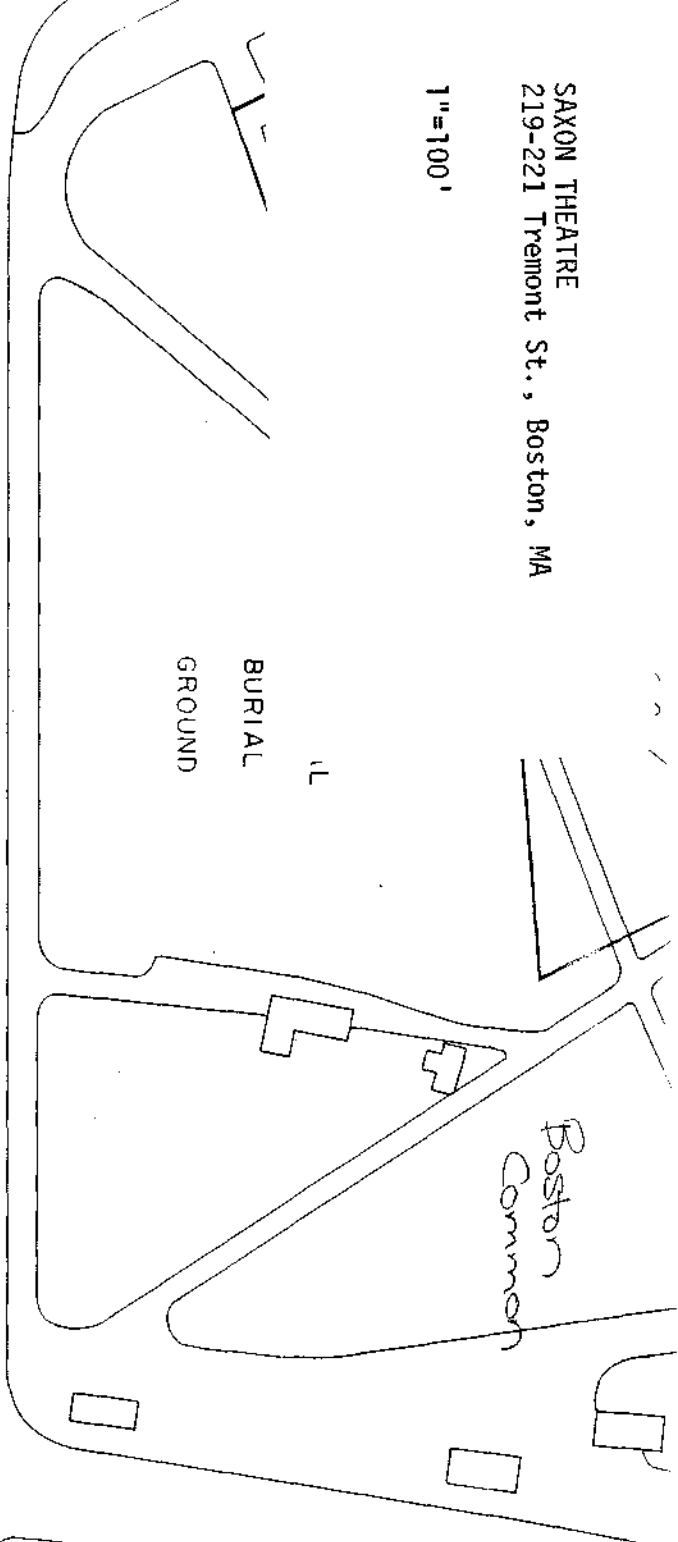 SAXON THEATRE
219-221 Tremont St., Boston, MA
1"=100'
BURIAL
GROUND
Boston
Common